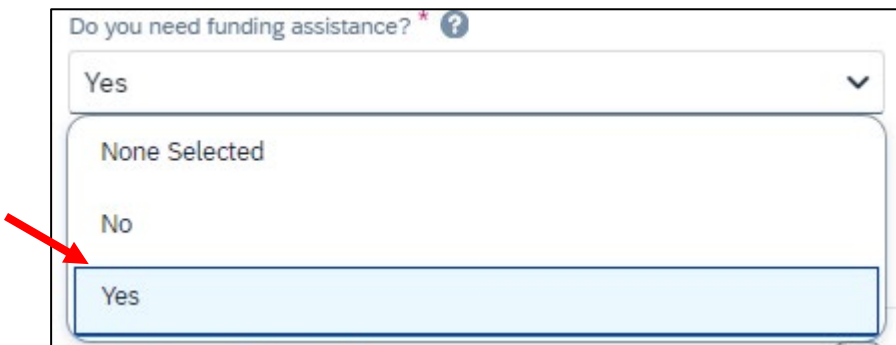 Do you need funding assistance? * ?
Yes
None Selected
No
Yes